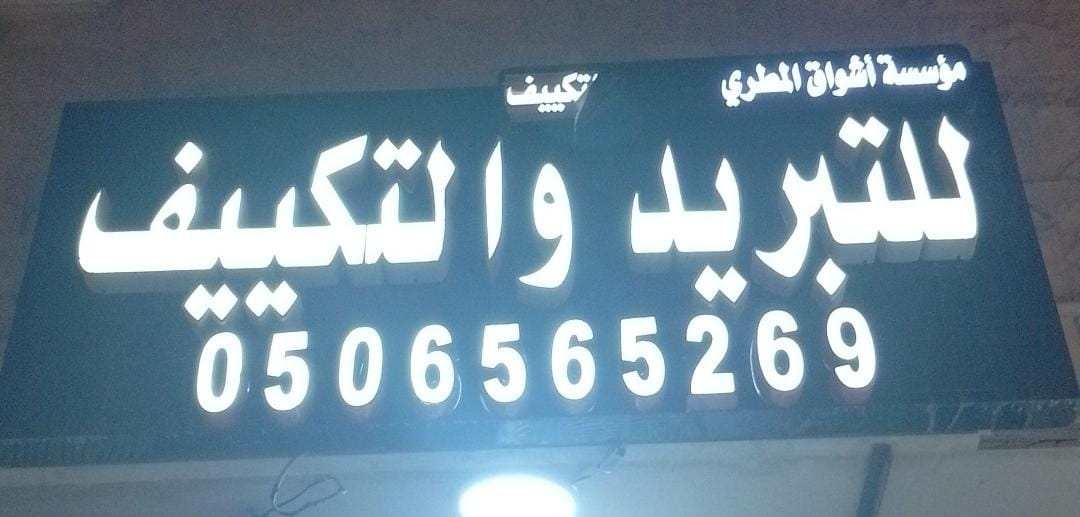 مؤسسة أشواق المطري تكييف
للتبريد والتكييف
0506565269